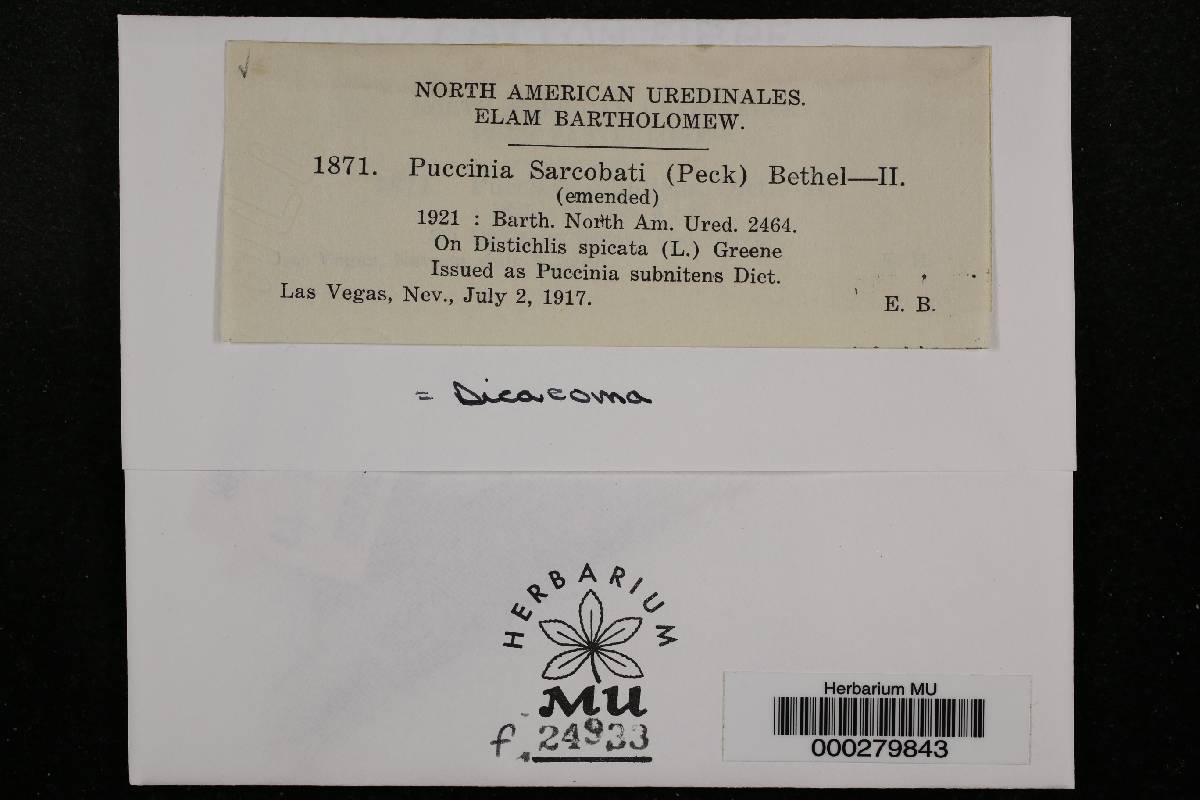 NORTH AMERICAN UREDINALES.
ELAM BARTHOLOMEW.
1871. Puccinia Sarcobati (Peck) Bethel—II.
(emended)
1921 : Barth. North Am. Ured. 2464.
On Distichlis spicata (L.) Greene
Issued as Puccinia subnitens Diet.
Las Vegas, Nev., July 2, 1917.
E. B.
= Dicaeoma
HERBARIUM
MU
f. 24933
Herbarium MU
000279843